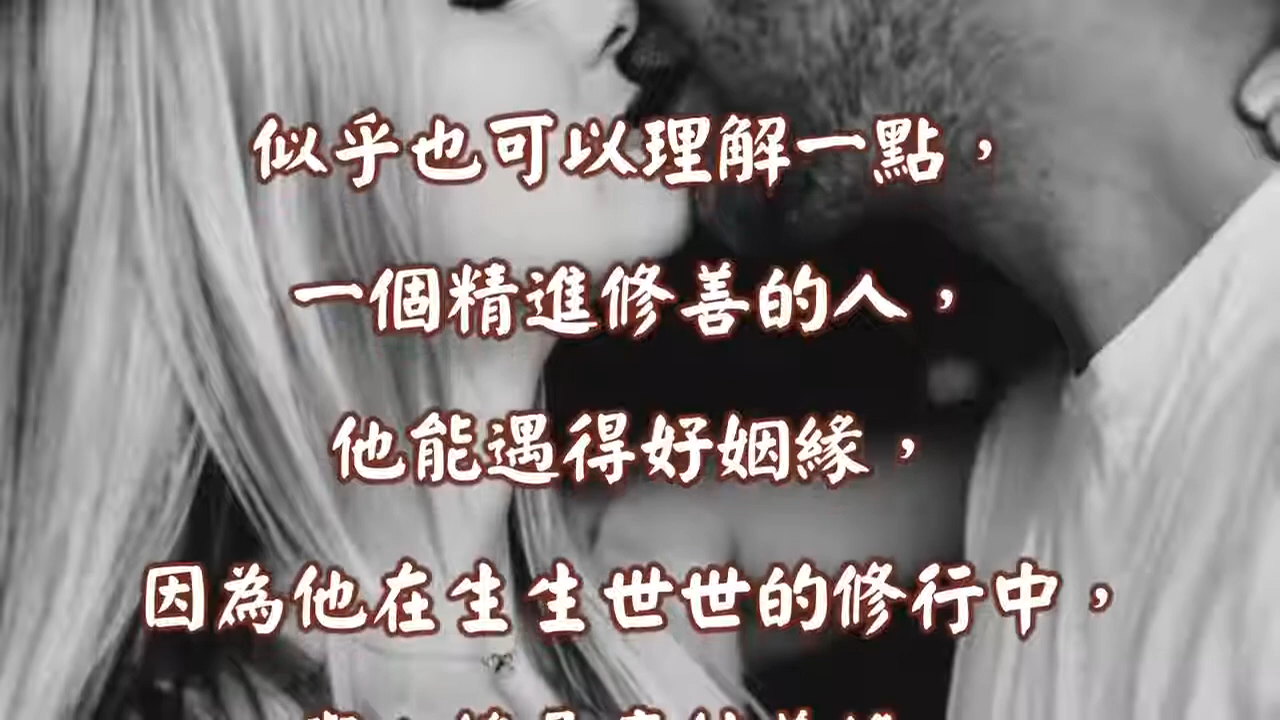 似乎也可以理解一點，
一個精進修善的人，
他能遇得好姻緣，
因為他在生生世世的修行中，